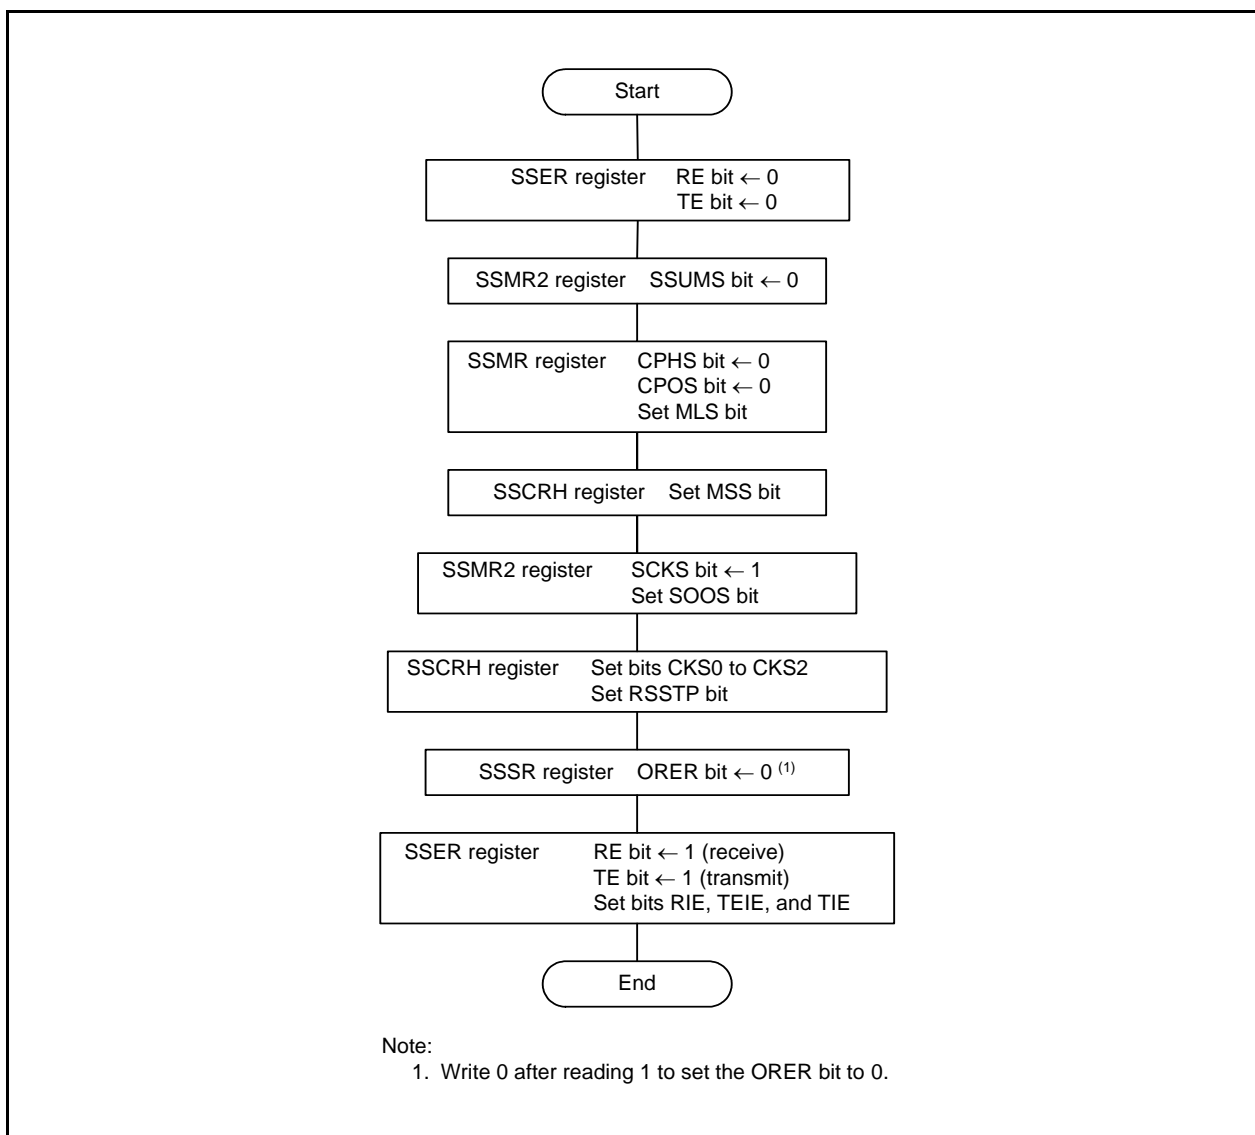 Start
SSER register RE bit ← 0
TE bit ← 0
SSMR2 register SSUMS bit ← 0
SSMR register CPHS bit ← 0
CPOS bit ← 0
Set MLS bit
SSCRH register Set MSS bit
SSMR2 register SCKS bit ← 1
Set SOOS bit
SSCRH register Set bits CKS0 to CKS2
Set RSSTP bit
SSSR register ORER bit ← 0 (1)
SSER register RE bit ← 1 (receive)
TE bit ← 1 (transmit)
Set bits RIE, TEIE, and TIE
End
Note:
1. Write 0 after reading 1 to set the ORER bit to 0.